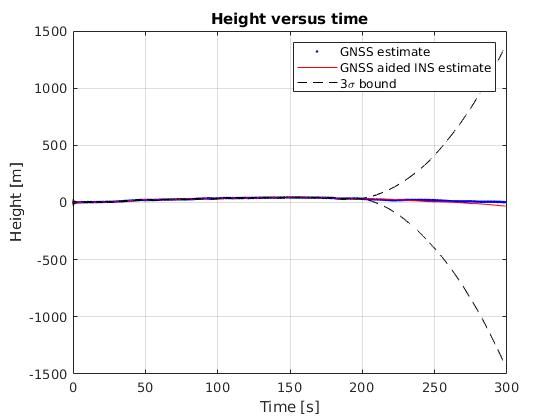 Height versus time
1500
1000
500
0
-500
-1000
-1500
Height [m]
GNSS estimate
GNSS aided INS estimate
3σ bound
0 50 100 150 200 250 300
Time [s]